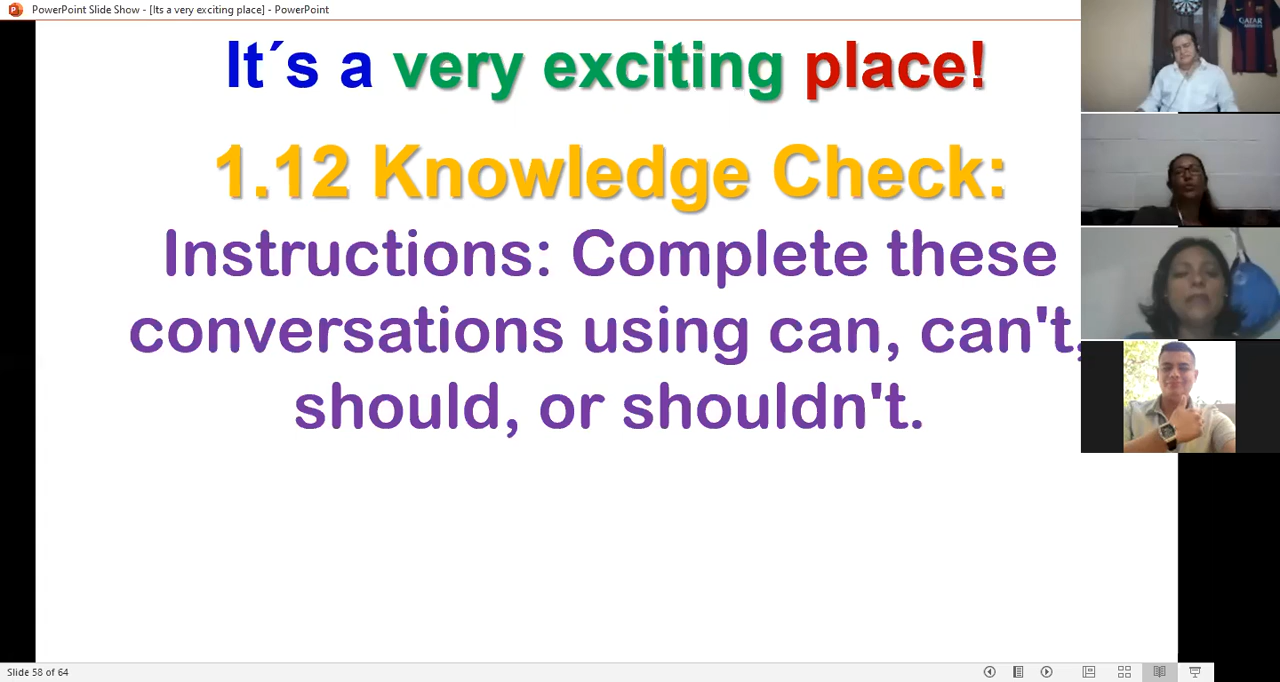 PowerPoint Slide Show - [Its a very exciting place] - PowerPoint
It´s a very exciting place!
1.12 Knowledge Check:
Instructions: Complete these
conversations using can, can't,
should, or shouldn't.
QATAR
Slide 58 of 64